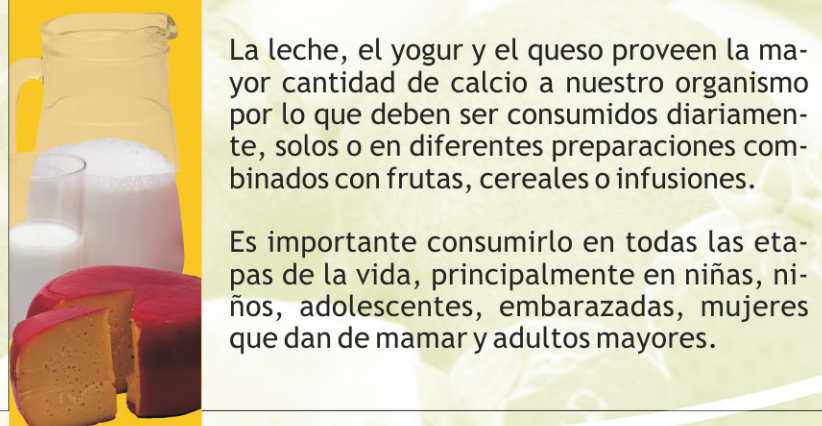 La leche, el yogur y el queso proveen la ma-
yor cantidad de calcio a nuestro organismo
por lo que deben ser consumidos diariamen-
te, solos o en diferentes preparaciones com-
binados con frutas, cereales o infusiones.
Es importante consumirlo en todas las eta-
pas de la vida, principalmente en niñas, ni-
ños, adolescentes, embarazadas, mujeres
que dan de mamar y adultos mayores.